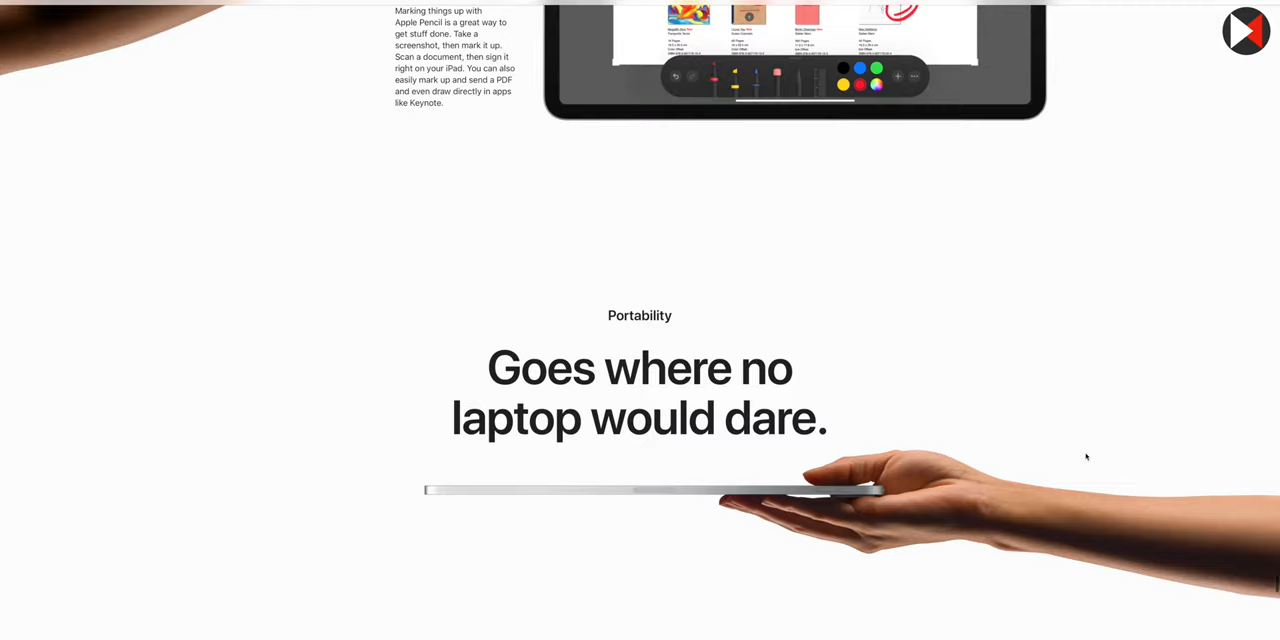 Marking things up with
Apple Pencil is a great way to
get stuff done. Take a
screenshot, then mark it up.
Scan a document, then sign it
right on your iPad. You can also
easily mark up and send a PDF
and even draw directly in apps
like Keynote.
Portability
Goes where no
laptop would dare.